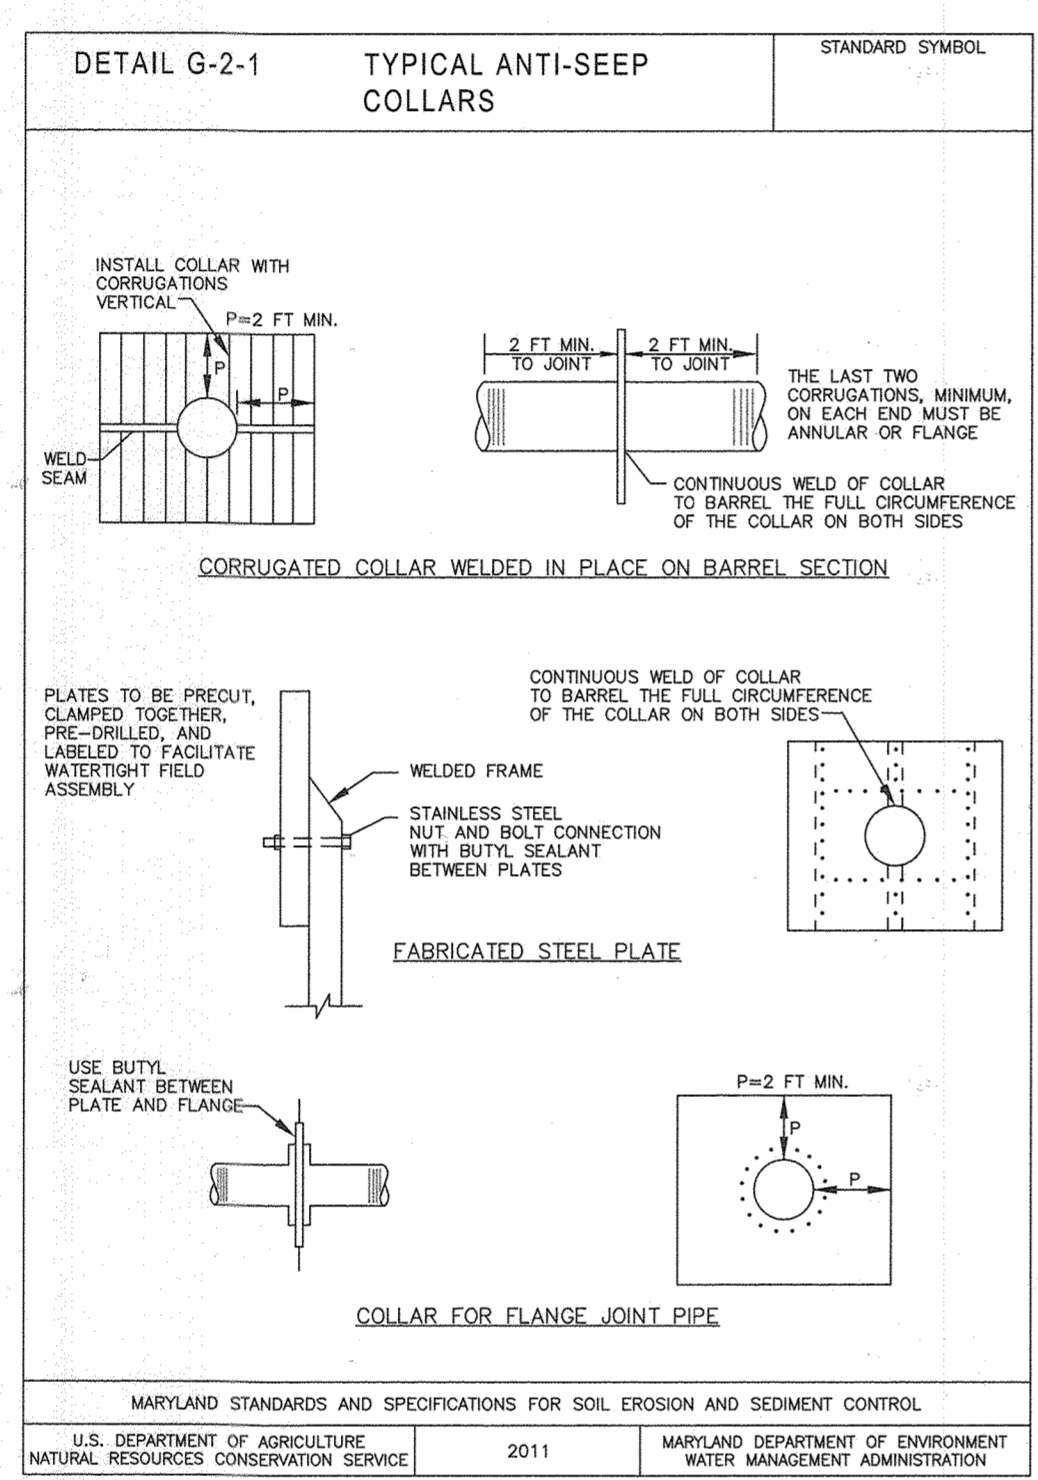 DETAIL G-2-1
TYPICAL ANTI-SEEP
COLLARS
STANDARD SYMBOL
INSTALL COLLAR WITH
CORRUGATIONS
VERTICAL
P=2 FT MIN.
P
P
WELD
SEAM
2 FT MIN.
TO JOINT
2 FT MIN.
TO JOINT
THE LAST TWO
CORRUGATIONS, MINIMUM,
ON EACH END MUST BE
ANNULAR OR FLANGE
CONTINUOUS WELD OF COLLAR
TO BARREL THE FULL CIRCUMFERENCE
OF THE COLLAR ON BOTH SIDES
CORRUGATED COLLAR WELDED IN PLACE ON BARREL SECTION
PLATES TO BE PRECUT,
CLAMPED TOGETHER,
PRE-DRILLED, AND
LABELED TO FACILITATE
WATERTIGHT FIELD
ASSEMBLY
WELDED FRAME
STAINLESS STEEL
NUT AND BOLT CONNECTION
WITH BUTYL SEALANT
BETWEEN PLATES
CONTINUOUS WELD OF COLLAR
TO BARREL THE FULL CIRCUMFERENCE
OF THE COLLAR ON BOTH SIDES
FABRICATED STEEL PLATE
USE BUTYL
SEALANT BETWEEN
PLATE AND FLANGE
P=2 FT MIN.
P
P
COLLAR FOR FLANGE JOINT PIPE
MARYLAND STANDARDS AND SPECIFICATIONS FOR SOIL EROSION AND SEDIMENT CONTROL
U.S. DEPARTMENT OF AGRICULTURE
NATURAL RESOURCES CONSERVATION SERVICE
2011
MARYLAND DEPARTMENT OF ENVIRONMENT
WATER MANAGEMENT ADMINISTRATION